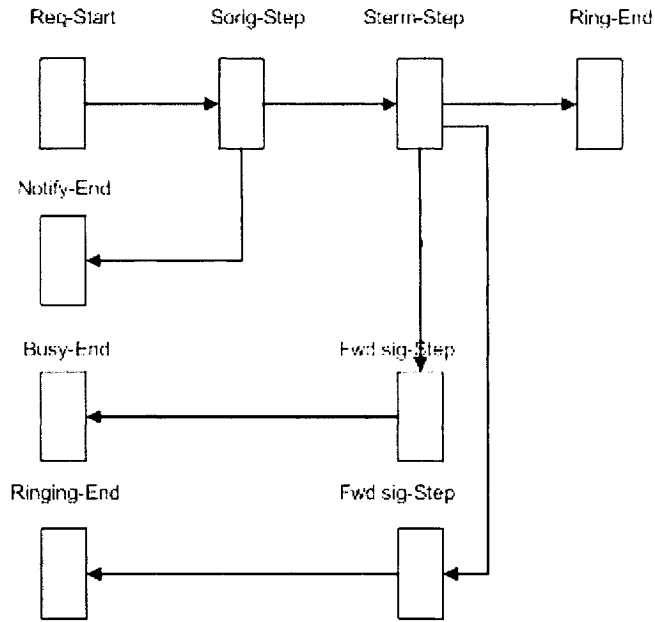 Req-Start
Sorig-Step
Sterm-Step
Ring-End
Notify-End
Busy-End
Fwd sig-Step
Ringing-End
Fwd sig-Step